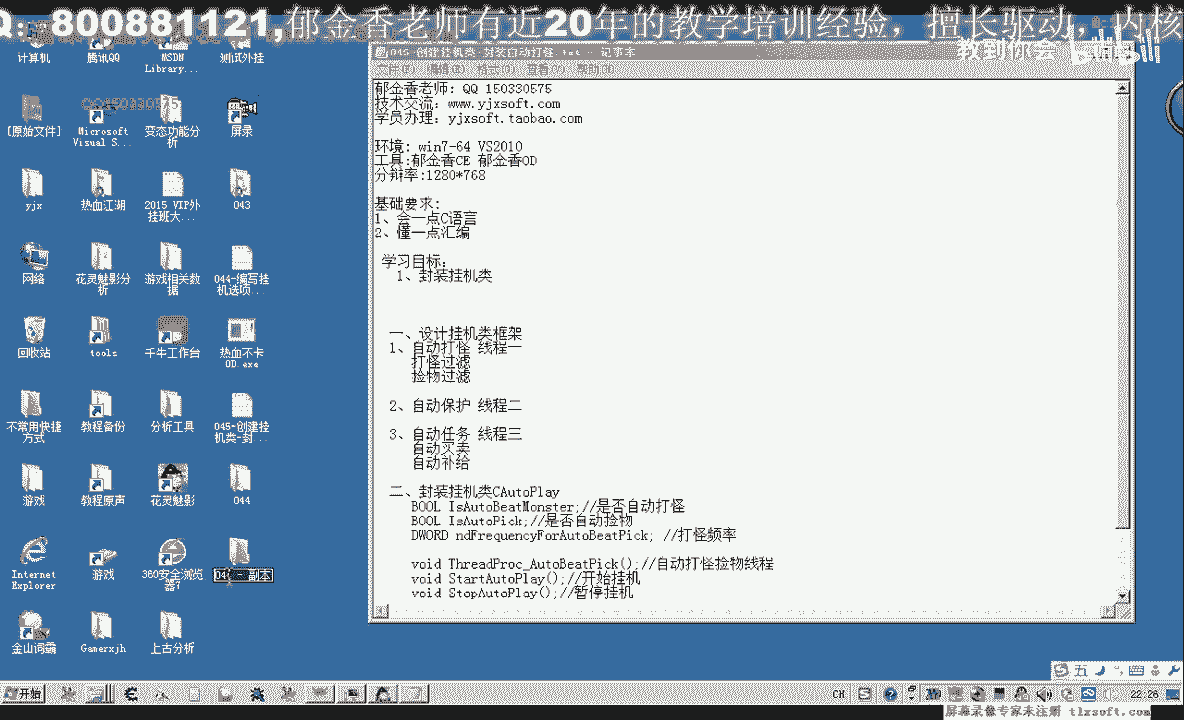 Q: 800881121,郁金香老师有近20年的教学培训经验，擅长驱动，内核
教到你会 bilibili
045-创建挂机类-封装自动打怪.txt - 记事本
郁金香老师: QQ 150330575
技术交流: www.yjxsoft.com
学员办理: yjxsoft.taobao.com
环境: win7-64 VS2010
工具:郁金香CE 郁金香OD
分辩率:1280*768
基础要求:
1、会一点C语言
2、懂一点汇编
学习目标:
1、封装挂机类
一、设计挂机类框架
1、自动打怪 线程一
打怪过滤
捡物过滤
2、自动保护 线程二
3、自动任务 线程三
自动买卖
自动补给
二、封装挂机类CAutoPlay
BOOL IsAutoBeatMonster;//是否自动打怪
BOOL IsAutoPick;//是否自动捡物
DWORD ndFrequencyForAutoBeatPick; //打怪频率
void ThreadProc_AutoBeatPick();//自动打怪捡物线程
void StartAutoPlay();//开始挂机
void StopAutoPlay();//暂停挂机
计算机
腾讯QQ
MSDN
Library...
测试外挂
QQ150330575
[原始文件]
Microsoft
Visual S...
变态功能分
析
屏录
yjx
热血江湖
2015 VIP外
挂班大...
043
网络
花灵魅影分
析
游戏相关数
据
044-编写挂
机选项...
回收站
tools
千牛工作台
热血不卡
OD.exe
不常用快捷
方式
教程备份
分析工具
045-创建挂
机类-封...
游戏
教程原声
花灵魅影
044
Internet
Explorer
游戏
360安全浏览
器7
副本
金山词霸
Gamerxjh
上古分析
五
开始
CH
22:26
屏幕录像专家未注册 tlxsoft.com